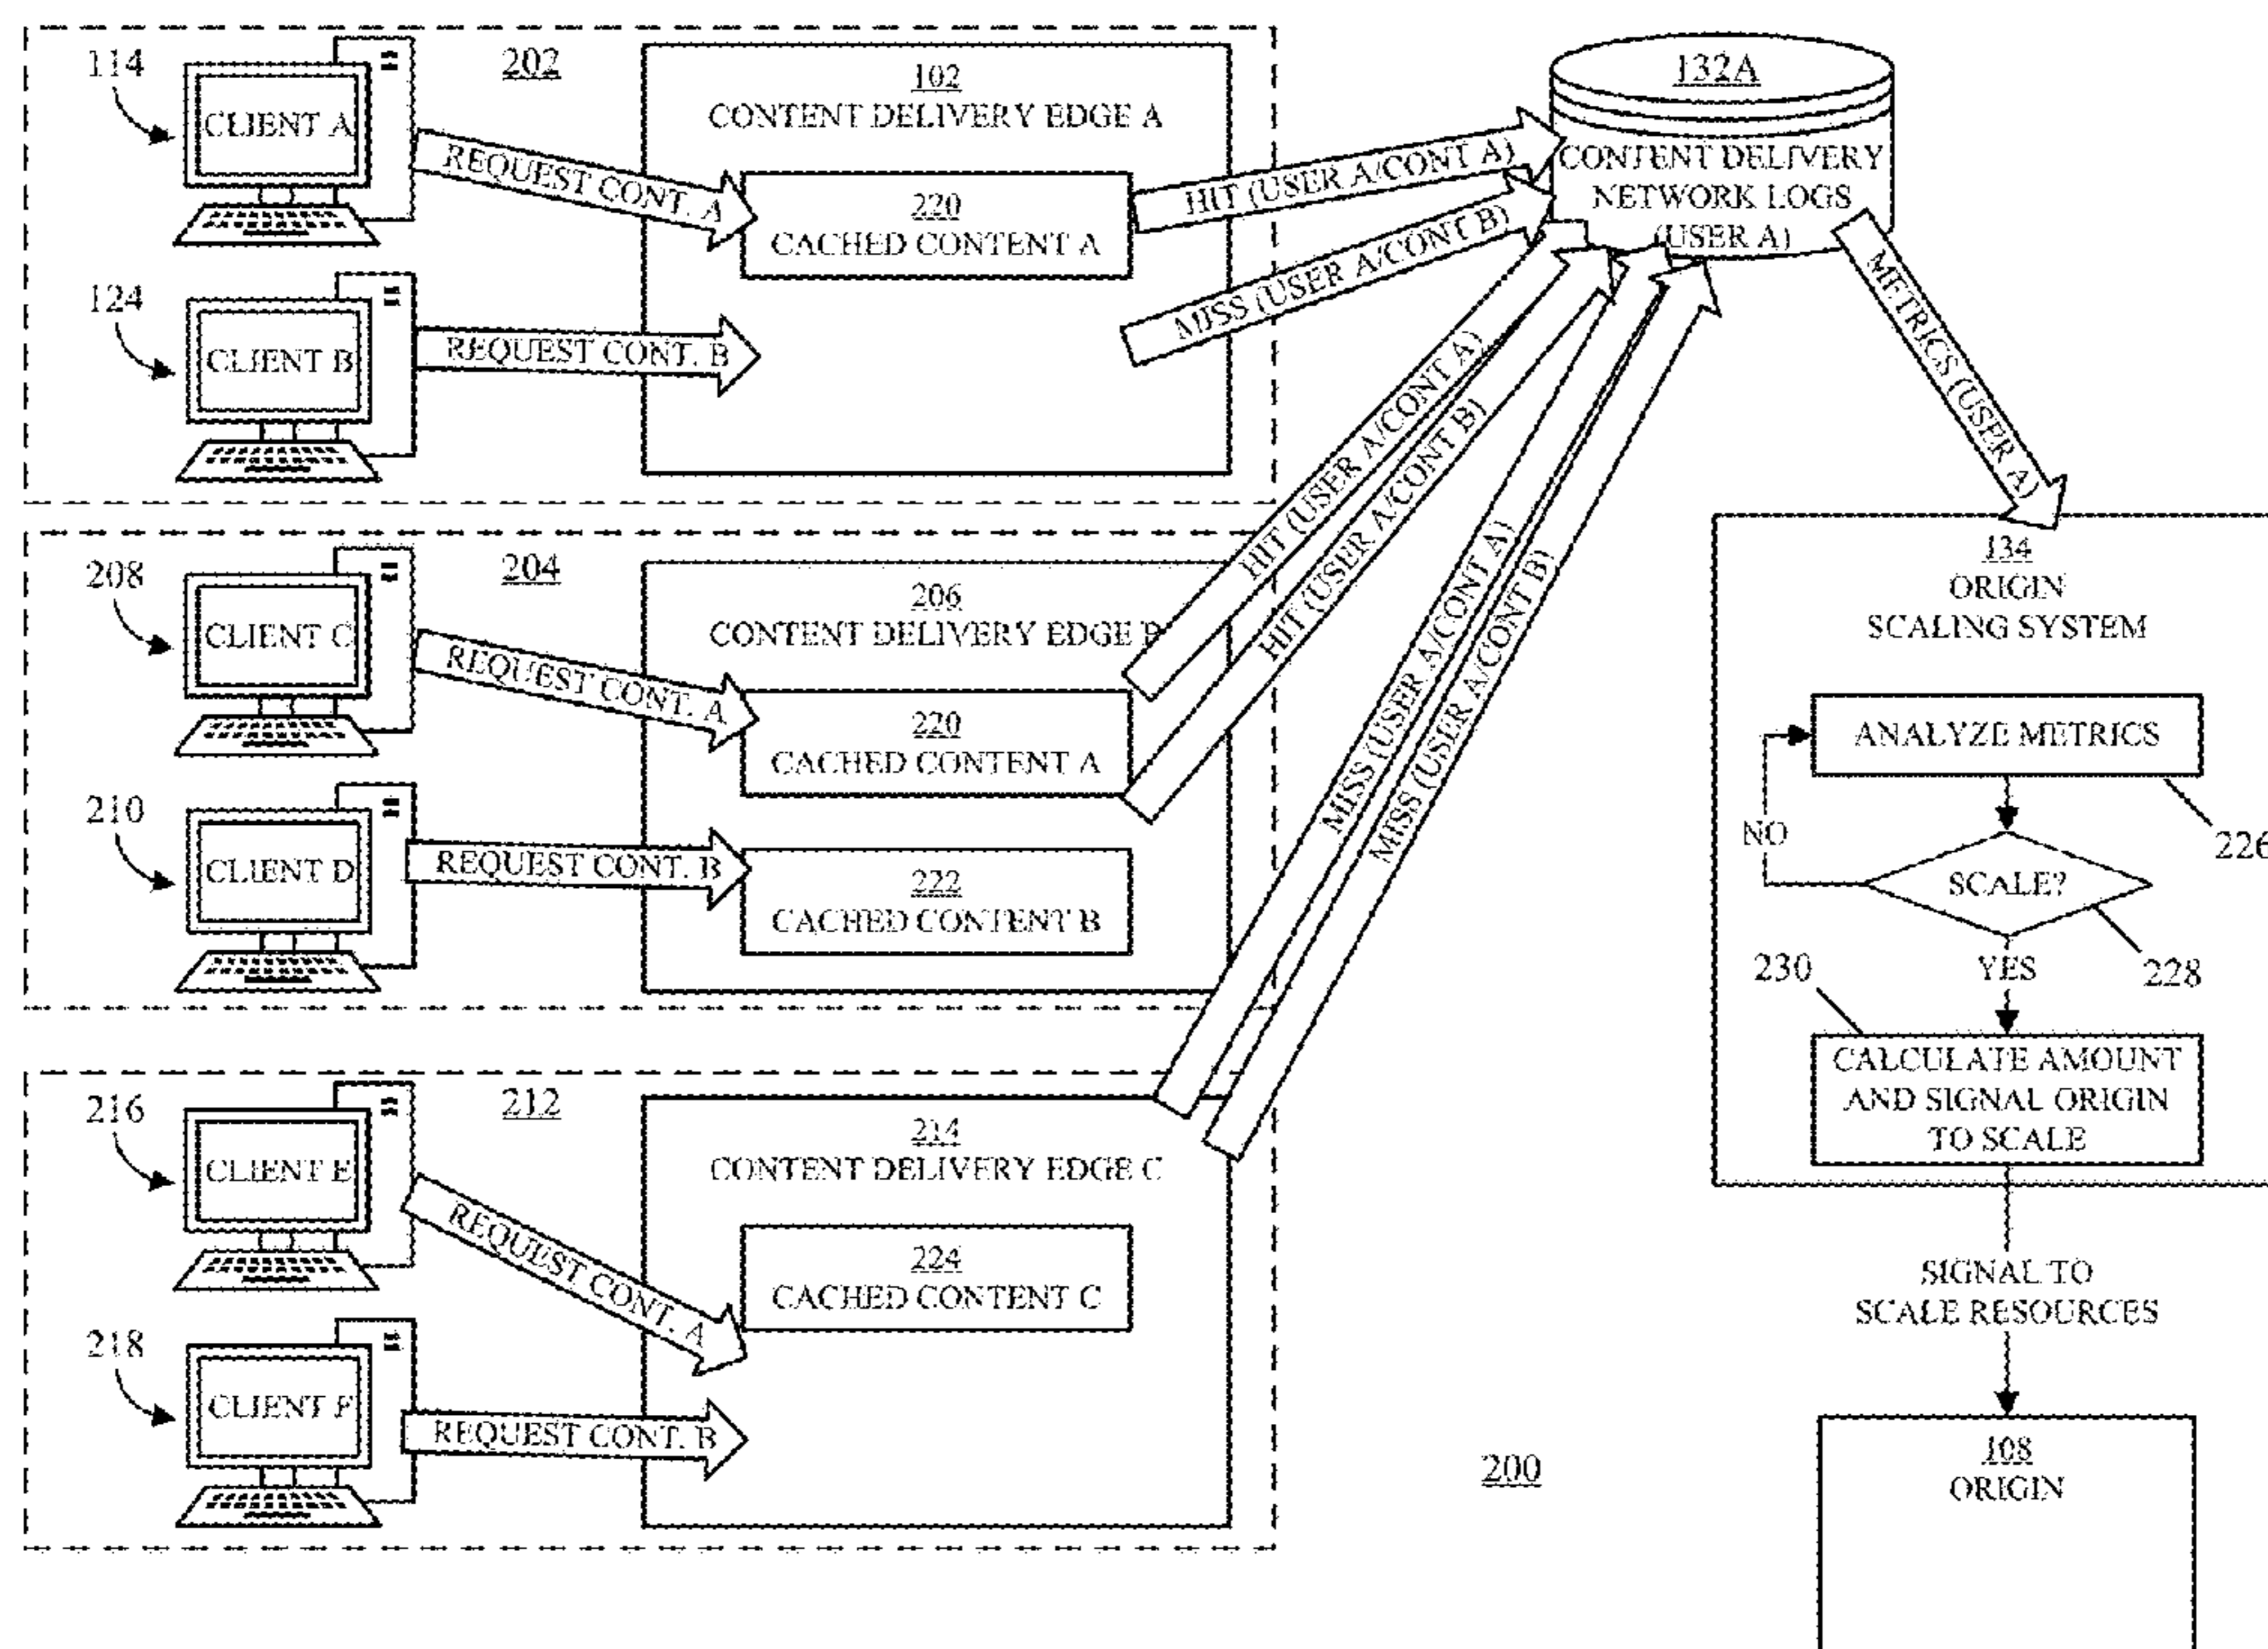 114
CLIENT A
202
102
CONTENT DELIVERY EDGE A
REQUEST CONT. A
220
CACHED CONTENT A
124
CLIENT B
REQUEST CONT. B
HIT (USER A/CONT A)
MISS (USER A/CONT B)
132A
CONTENT DELIVERY
NETWORK LOGS
(USER A)
METRICS (USER A)
208
CLIENT C
204
206
CONTENT DELIVERY EDGE B
REQUEST CONT. A
220
CACHED CONTENT A
210
CLIENT D
REQUEST CONT. B
222
CACHED CONTENT B
HIT (USER A/CONT A)
HIT (USER A/CONT B)
216
CLIENT E
212
214
CONTENT DELIVERY EDGE C
REQUEST CONT. A
224
CACHED CONTENT C
218
CLIENT F
REQUEST CONT. B
MISS (USER A/CONT A)
MISS (USER A/CONT B)
134
ORIGIN
SCALING SYSTEM
ANALYZE METRICS
226
NO
SCALE?
228
YES
230
CALCULATE AMOUNT
AND SIGNAL ORIGIN
TO SCALE
SIGNAL TO
SCALE RESOURCES
108
ORIGIN
200